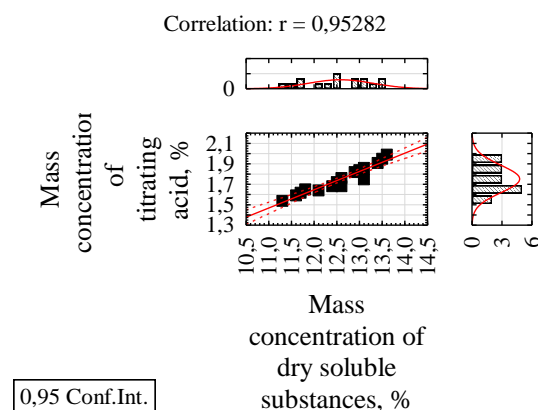 Correlation: r = 0,95282
0
Mass
concentration
of
titrating
acid, %
2,1
1,9
1,7
1,5
1,3
10,5
11,0
11,5
12,0
12,5
13,0
13,5
14,0
14,5
0
3
6
Mass
concentration of
dry soluble
substances, %
0,95 Conf.Int.